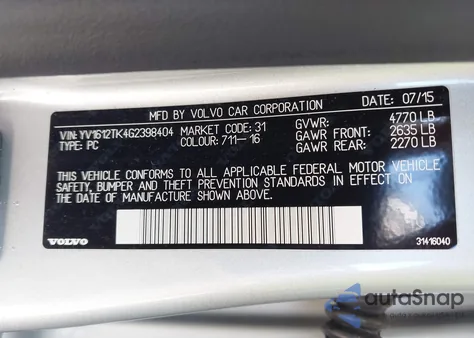 MFD BY VOLVO CAR CORPORATION DATE: 07/15
VIN: YV1612TK4G2398404 MARKET CODE: 31 GVWR: 4770 LB
TYPE: PC COLOUR: 711-16 GAWR FRONT: 2635 LB
GAWR REAR: 2270 LB
THIS VEHICLE CONFORMS TO ALL APPLICABLE FEDERAL MOTOR VEHICLE
SAFETY, BUMPER AND THEFT PREVENTION STANDARDS IN EFFECT ON
THE DATE OF MANUFACTURE SHOWN ABOVE.
VOLVO 31416040
autoSnap